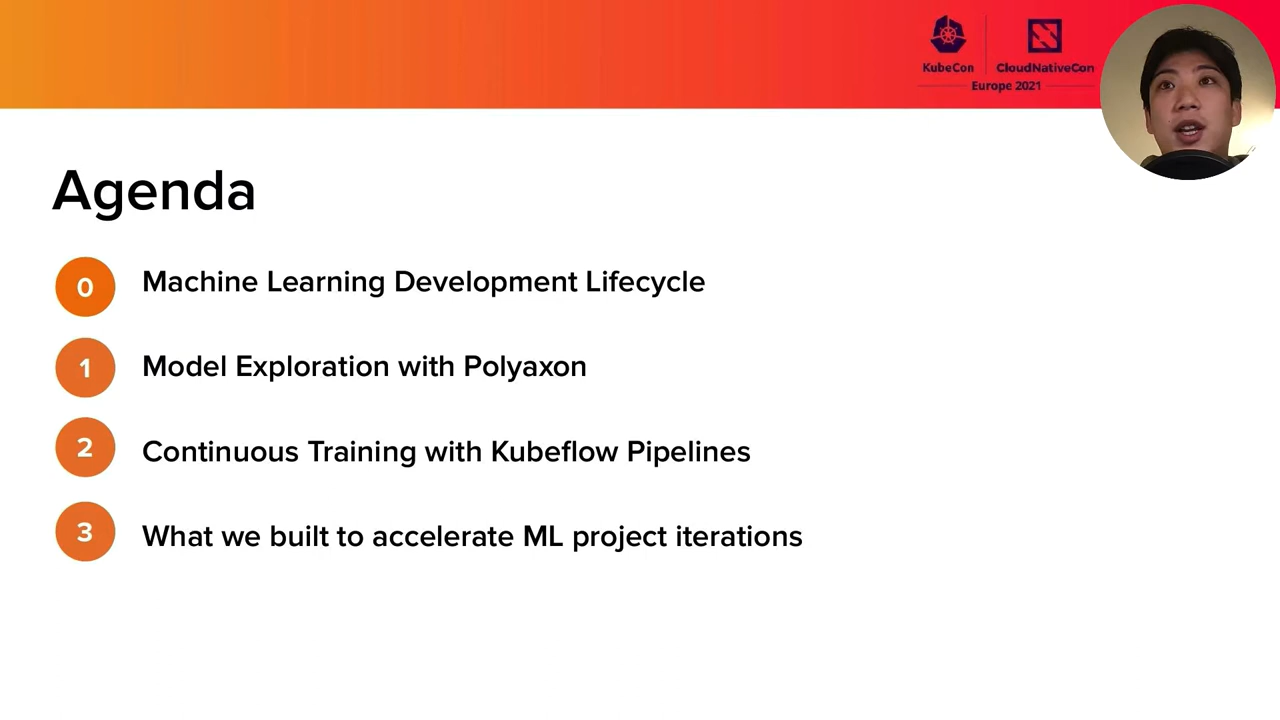 KubeCon
CloudNativeCon
Europe 2021
Agenda
0
Machine Learning Development Lifecycle
1
Model Exploration with Polyaxon
2
Continuous Training with Kubeflow Pipelines
3
What we built to accelerate ML project iterations